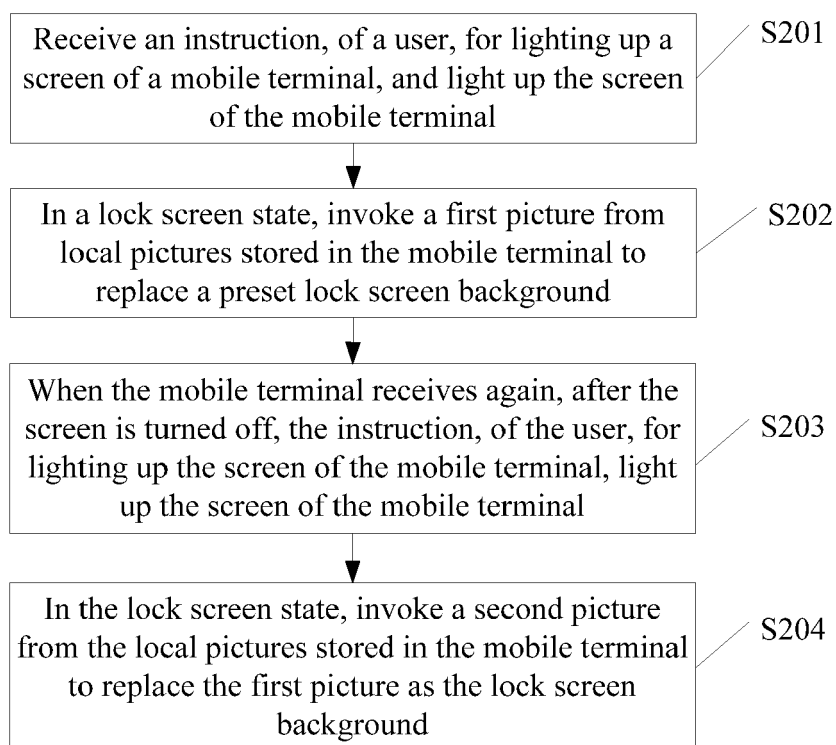 Receive an instruction, of a user, for lighting up a
screen of a mobile terminal, and light up the screen
of the mobile terminal
S201
In a lock screen state, invoke a first picture from
local pictures stored in the mobile terminal to
replace a preset lock screen background
S202
When the mobile terminal receives again, after the
screen is turned off, the instruction, of the user, for
lighting up the screen of the mobile terminal, light
up the screen of the mobile terminal
S203
In the lock screen state, invoke a second picture
from the local pictures stored in the mobile terminal
to replace the first picture as the lock screen
background
S204